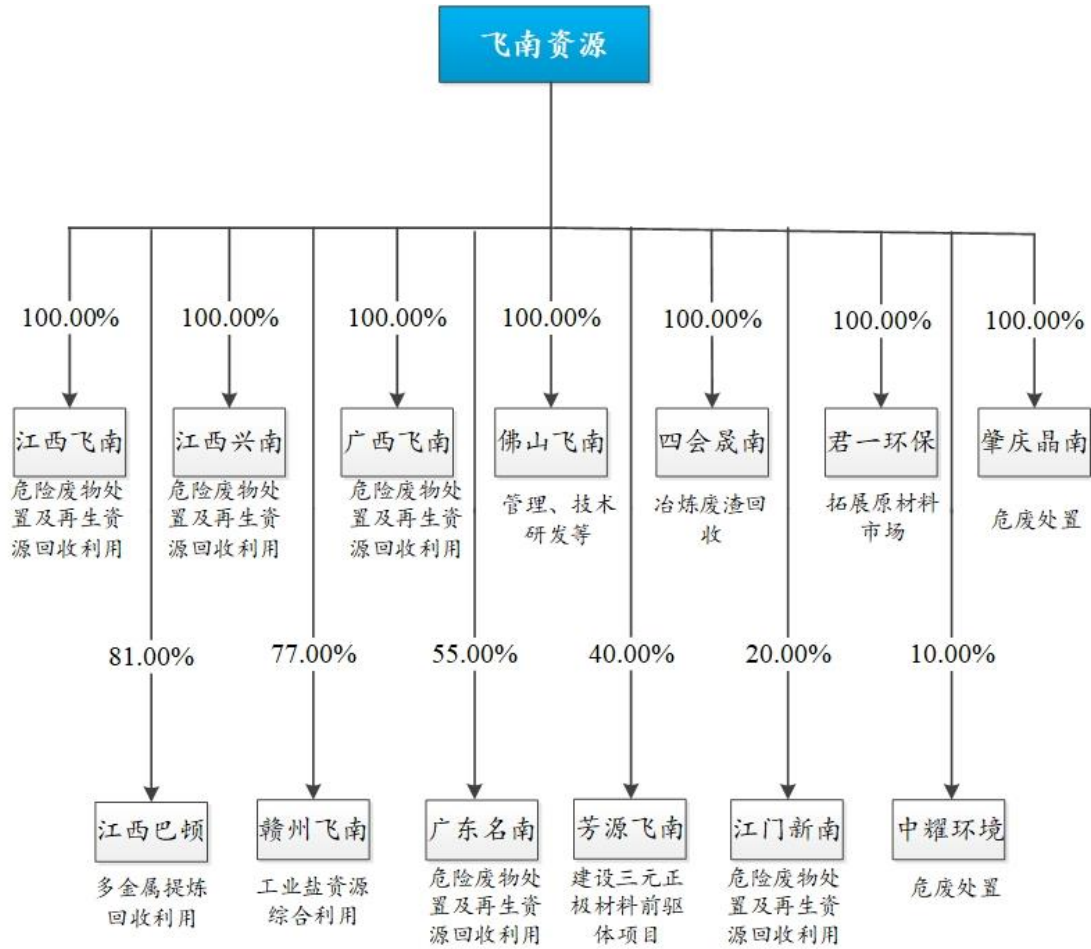 飞南资源
100.00%
100.00%
100.00%
100.00%
100.00%
100.00%
100.00%
江西飞南
江西兴南
广西飞南
佛山飞南
四会晟南
君一环保
肇庆晶南
危险废物处
置及再生资
源回收利用
危险废物处
置及再生资
源回收利用
危险废物处
置及再生资
源回收利用
管理、技术
研发等
冶炼废渣回
收
拓展原材料
市场
危废处置
81.00%
77.00%
55.00%
40.00%
20.00%
10.00%
江西巴顿
赣州飞南
广东名南
芳源飞南
江门新南
中耀环境
多金属提炼
回收利用
工业盐资源
综合利用
危险废物处
置及再生资
源回收利用
建设三元正
极材料前驱
体项目
危险废物处
置及再生资
源回收利用
危废处置